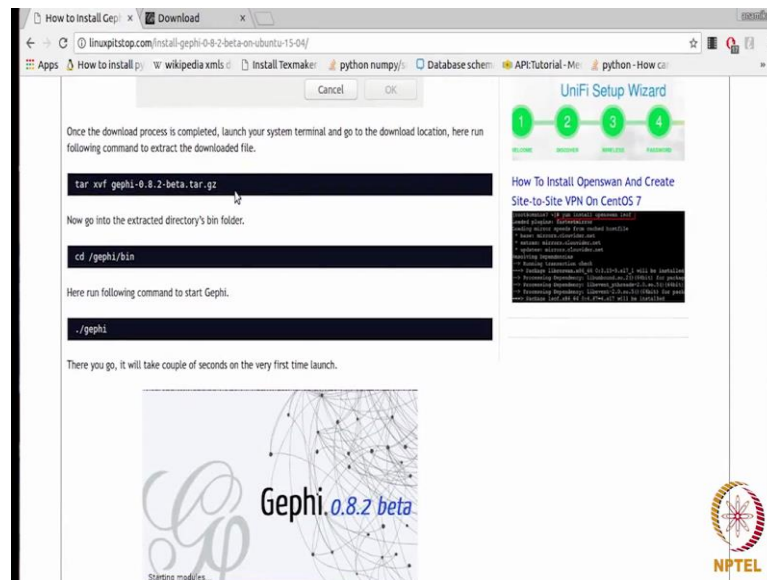 How to Install Gep
Download
linuxpitstop.com/install-gephi-0-8-2-beta-on-ubuntu-15-04/
Apps
How to install py
wikipedia xmls d
Install Texmaker
python numpy/s
Database schem
API:Tutorial - Me
python - How ca
Cancel
OK
Once the download process is completed, launch your system terminal and go to the download location, here run
following command to extract the downloaded file.
tar xvf gephi-0.8.2-beta.tar.gz
Now go into the extracted directory's bin folder.
cd /gephi/bin
Here run following command to start Gephi.
./gephi
There you go, it will take couple of seconds on the very first time launch.
Gephi 0.8.2 beta
Starting modules...
UniFi Setup Wizard
1 2 3 4
WELCOME DISCOVER WIRELESS PASSWORD
How To Install Openswan And Create
Site-to-Site VPN On CentOS 7
NPTEL